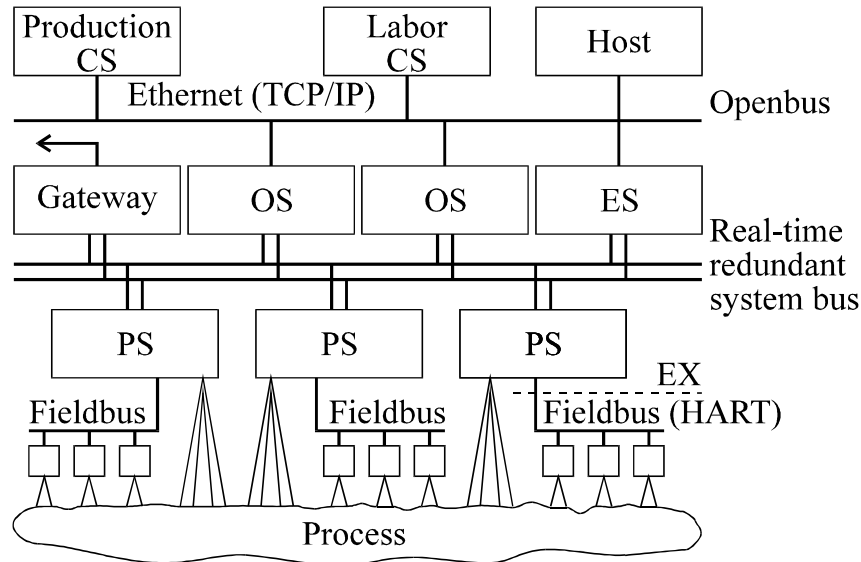 Production
CS
Labor
CS
Host
Ethernet (TCP/IP)
Openbus
Gateway
OS
OS
ES
Real-time
redundant
system bus
PS
PS
PS
EX
Fieldbus
Fieldbus
Fieldbus (HART)
Process